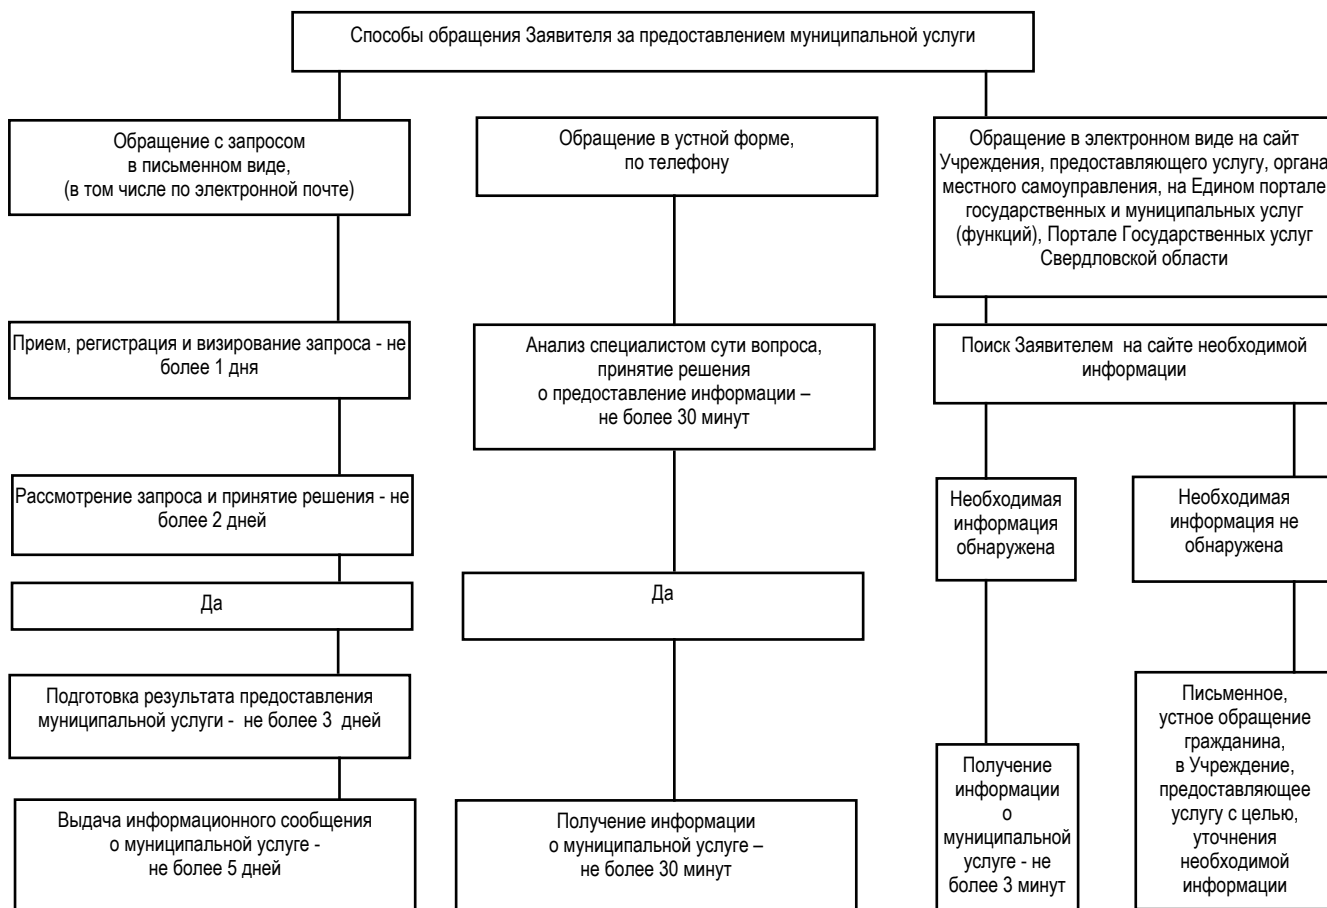 Способы обращения Заявителя за предоставлением муниципальной услуги
Обращение с запросом
в письменном виде,
(в том числе по электронной почте)
Обращение в устной форме,
по телефону
Обращение в электронном виде на сайт
Учреждения, предоставляющего услугу, органа
местного самоуправления, на Едином портале
государственных и муниципальных услуг
(функций), Портале Государственных услуг
Свердловской области
Прием, регистрация и визирование запроса - не
более 1 дня
Анализ специалистом сути вопроса,
принятие решения
о предоставление информации –
не более 30 минут
Поиск Заявителем на сайте необходимой
информации
Рассмотрение запроса и принятие решения - не
более 2 дней
Необходимая
информация
обнаружена
Необходимая
информация не
обнаружена
Да
Да
Подготовка результата предоставления
муниципальной услуги - не более 3 дней
Выдача информационного сообщения
о муниципальной услуге -
не более 5 дней
Получение информации
о муниципальной услуге –
не более 30 минут
Получение
информации
о
муниципальной
услуге - не
более 3 минут
Письменное,
устное обращение
гражданина,
в Учреждение,
предоставляющее
услугу с целью,
уточнения
необходимой
информации